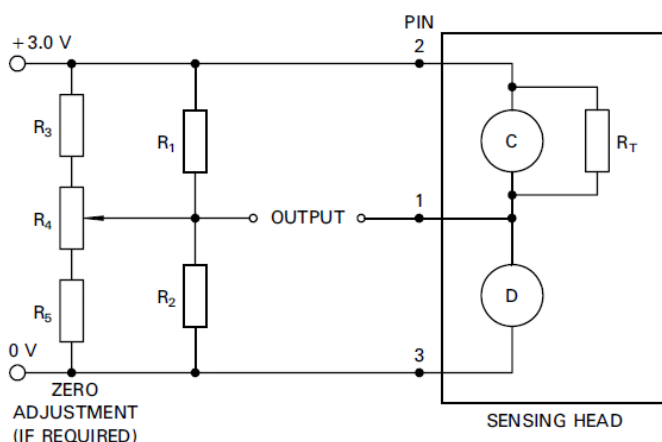 PIN
+3.0 V
2
R3
R1
C
RT
R4
OUTPUT
1
R5
R2
D
0 V
3
ZERO
ADJUSTMENT
(IF REQUIRED)
SENSING HEAD